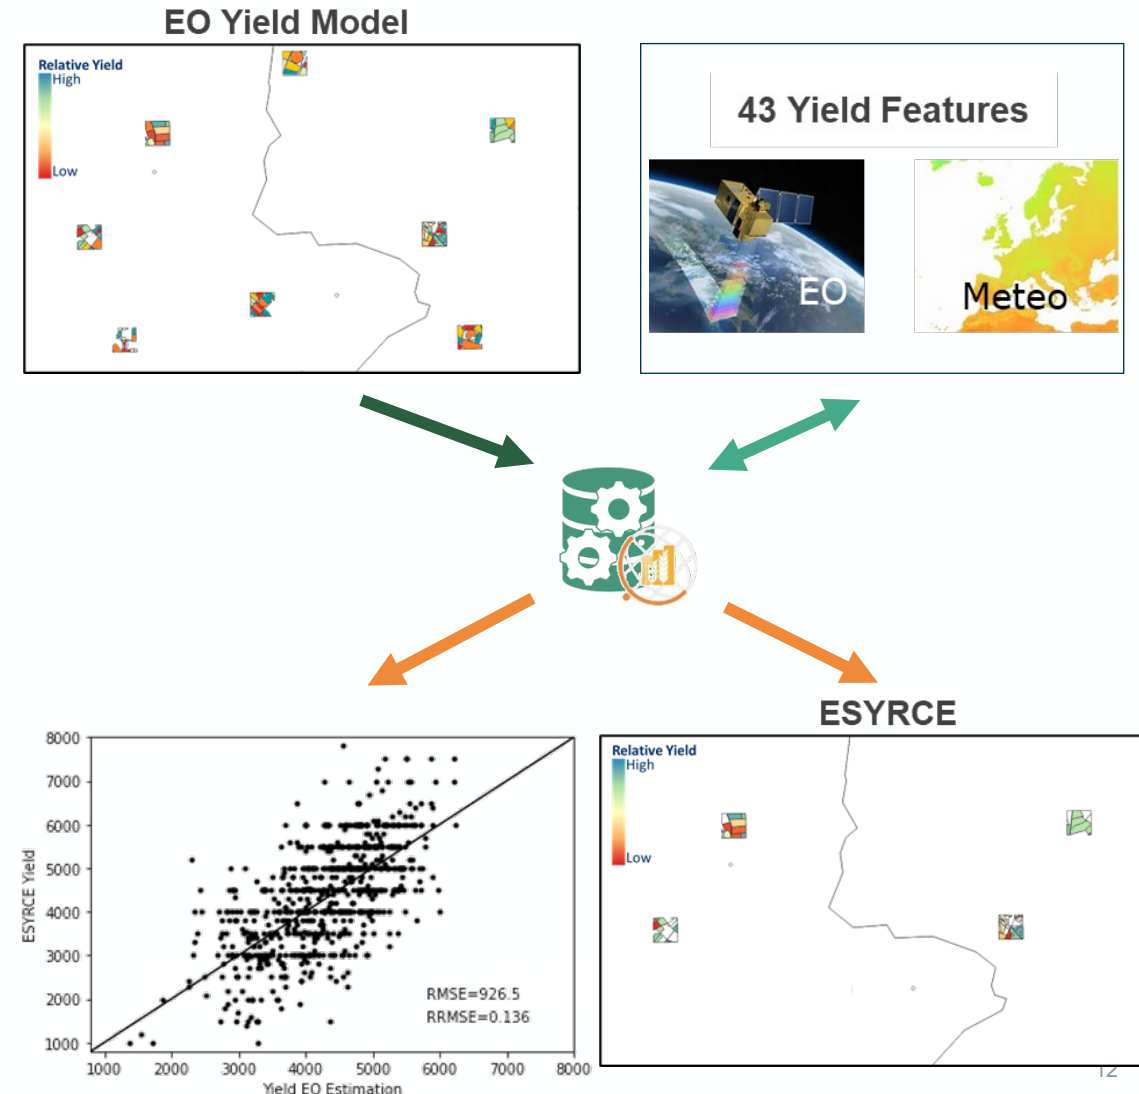 EO Yield Model
Relative Yield
High
Low
43 Yield Features
EO
Meteo
ESYRCE
Relative Yield
High
Low
8000
7000
6000
5000
4000
3000
2000
1000
ESYRCE Yield
RMSE=926.5
RRMSE=0.136
1000 2000 3000 4000 5000 6000 7000 8000
Yield EO Estimation
12